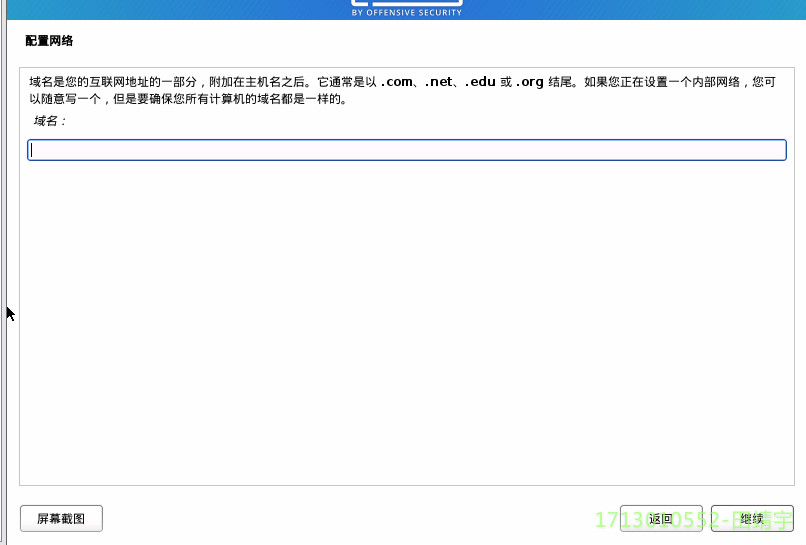 BY OFFENSIVE SECURITY
配置网络
域名是您的互联网地址的一部分，附加在主机名之后。它通常是以 .com、.net、.edu 或 .org 结尾。如果您正在设置一个内部网络，您可
以随意写一个，但是要确保您所有计算机的域名都是一样的。
域名：
屏幕截图
返回
继续
1713010552-田婧宇